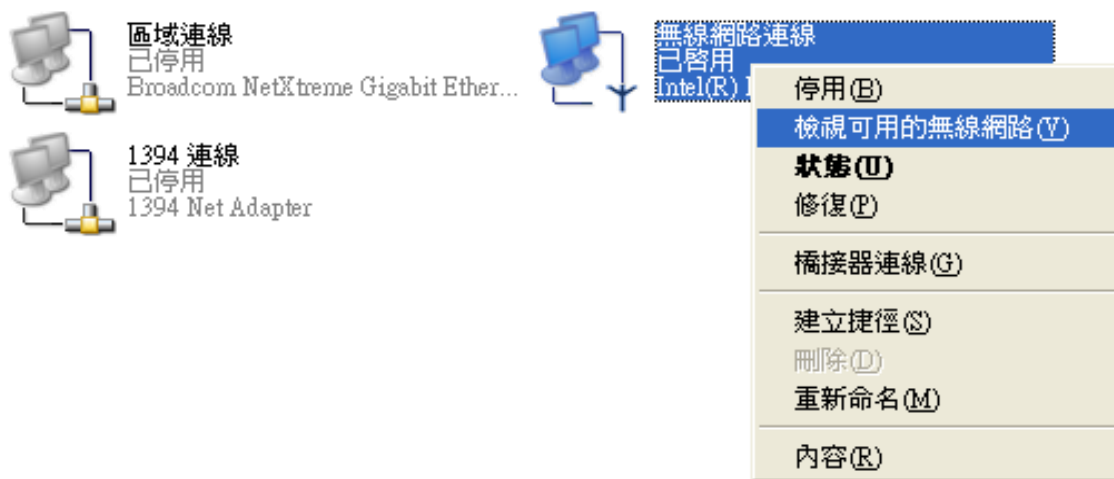 區域連線
已停用
Broadcom NetXtreme Gigabit Ether...
1394 連線
已停用
1394 Net Adapter
無線網路連線
已啓用
Intel(R)
停用(B)
檢視可用的無線網路(V)
狀態(U)
修復(P)
橋接器連線(G)
建立捷徑(S)
刪除(D)
重新命名(M)
內容(R)